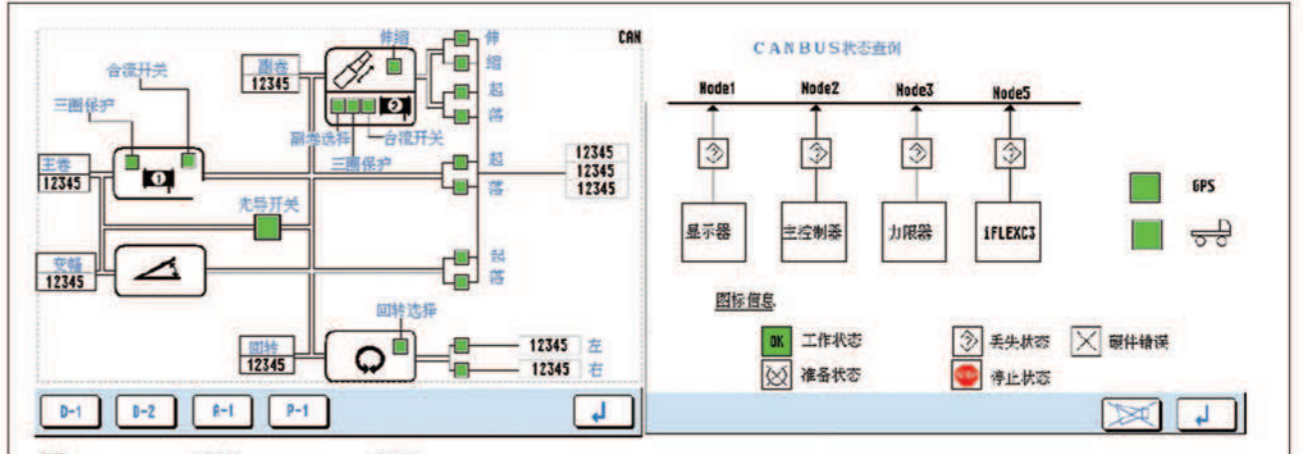 CAN
伸缩
伸
缩
副卷
12345
合流开关
起
落
三圈保护
副卷选择
合流开关
三圈保护
起
落
主卷
12345
12345
12345
12345
先导开关
变幅
12345
起
落
回转选择
回转
12345
12345
左
12345
右
D-1
D-2
A-1
P-1
CANBUS状态查询
Node1
Node2
Node3
Node5
显示器
主控制器
力限器
iFLEXC3
GPS
图标信息
OK
工作状态
丢失状态
硬件错误
准备状态
停止状态